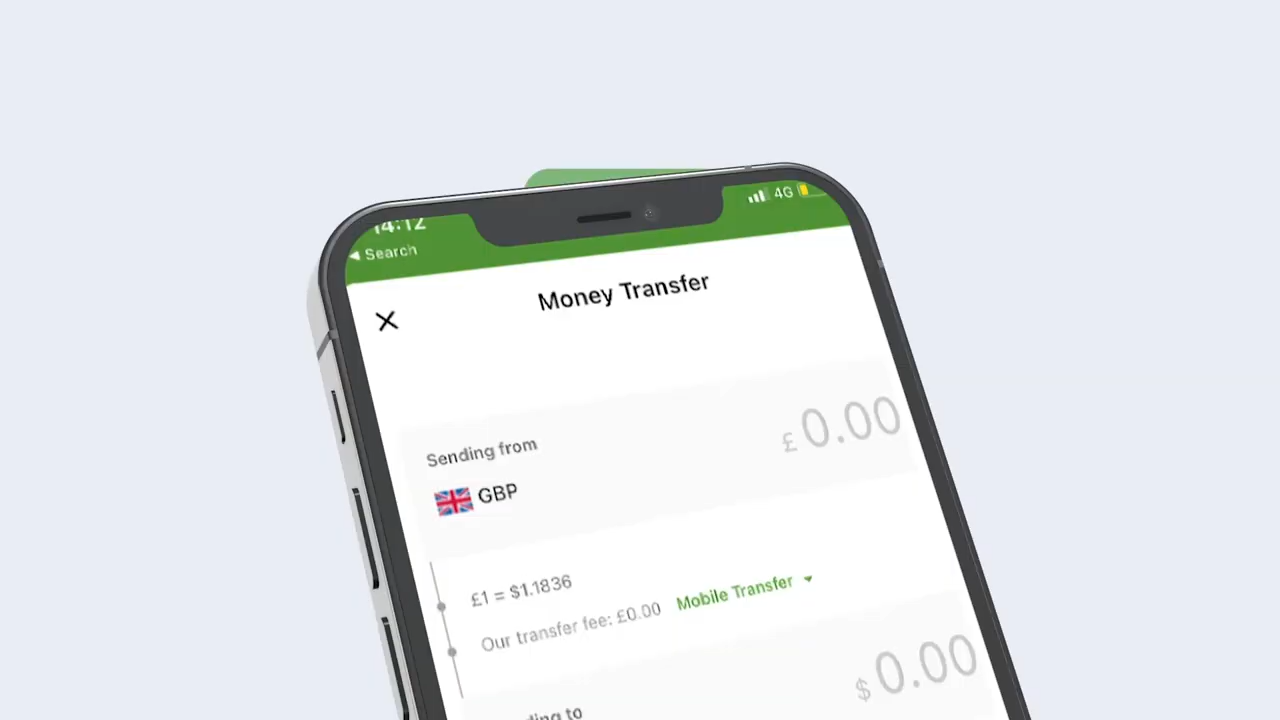 14:12
4G
◀ Search
Money Transfer
Sending from
£ 0.00
GBP
£1 = $1.1836
Our transfer fee: £0.00 Mobile Transfer
$ 0.00
to